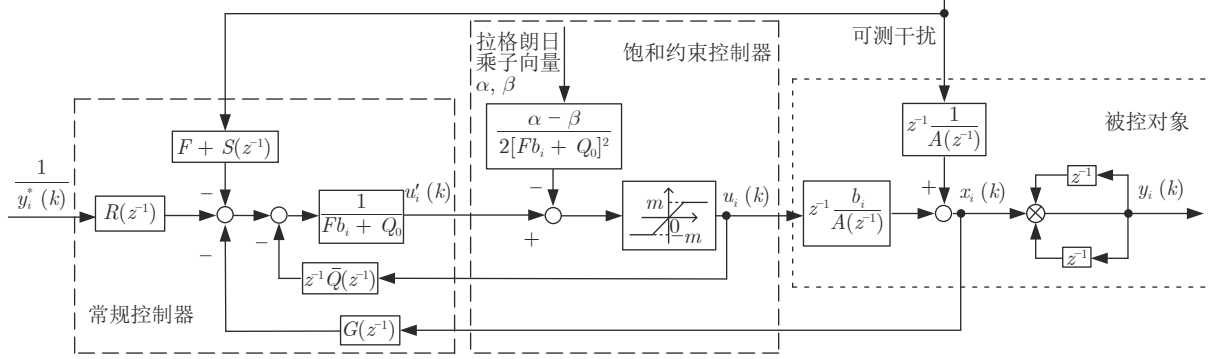 可测干扰
拉格朗日
乘子向量
α, β
饱和约束控制器
被控对象
F + S(z⁻¹)
α − β
2[Fb_i + Q_0]²
z⁻¹ 1
A(z⁻¹)
1
y_i^*(k)
R(z⁻¹)
−
−
−
1
Fb_i + Q_0
u_i′(k)
−
+
m
0
−m
u_i(k)
z⁻¹ b_i
A(z⁻¹)
+
x_i(k)
z⁻¹
z⁻¹
y_i(k)
z⁻¹Q̄(z⁻¹)
常规控制器
G(z⁻¹)